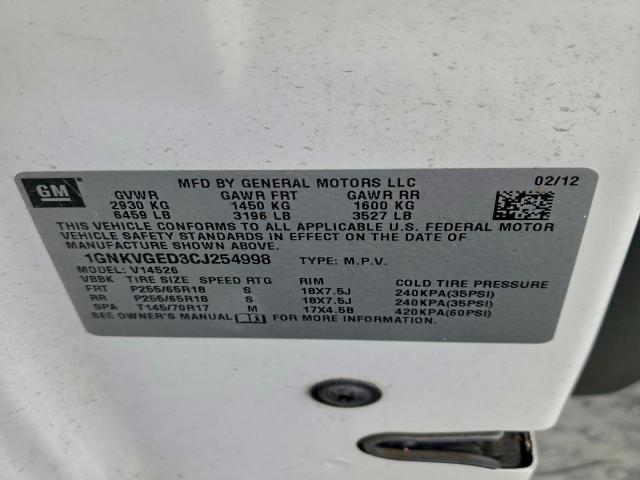 GM MFD BY GENERAL MOTORS LLC 02/12
GVWR GAWR FRT GAWR RR
2930 KG 1450 KG 1600 KG
6459 LB 3196 LB 3527 LB
THIS VEHICLE CONFORMS TO ALL APPLICABLE U.S. FEDERAL MOTOR
VEHICLE SAFETY STANDARDS IN EFFECT ON THE DATE OF
MANUFACTURE SHOWN ABOVE.
1GNKVGED3CJ254998 TYPE: M.P.V.
MODEL: V14526
VBBK TIRE SIZE SPEED RTG RIM COLD TIRE PRESSURE
FRT P255/65R18 S 18X7.5J 240KPA(35PSI)
RR P255/65R18 S 18X7.5J 240KPA(35PSI)
SPA T145/70R17 M 17X4.5B 420KPA(60PSI)
SEE OWNER'S MANUAL FOR MORE INFORMATION.